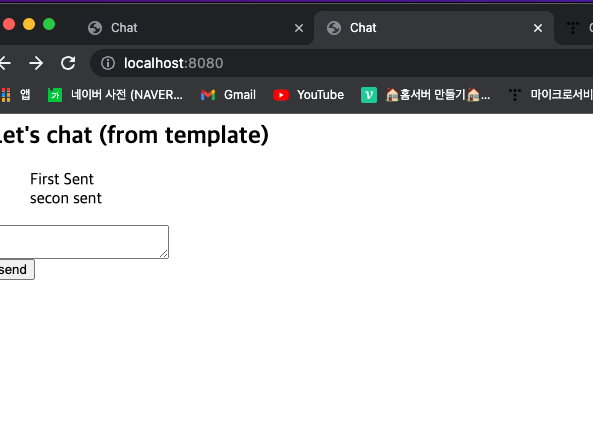 Chat
Chat
localhost:8080
앱 네이버 사전 (NAVER... Gmail YouTube 🏠홈서버 만들기🏠... 마이크로서비
Let's chat (from template)
First Sent
secon sent
send